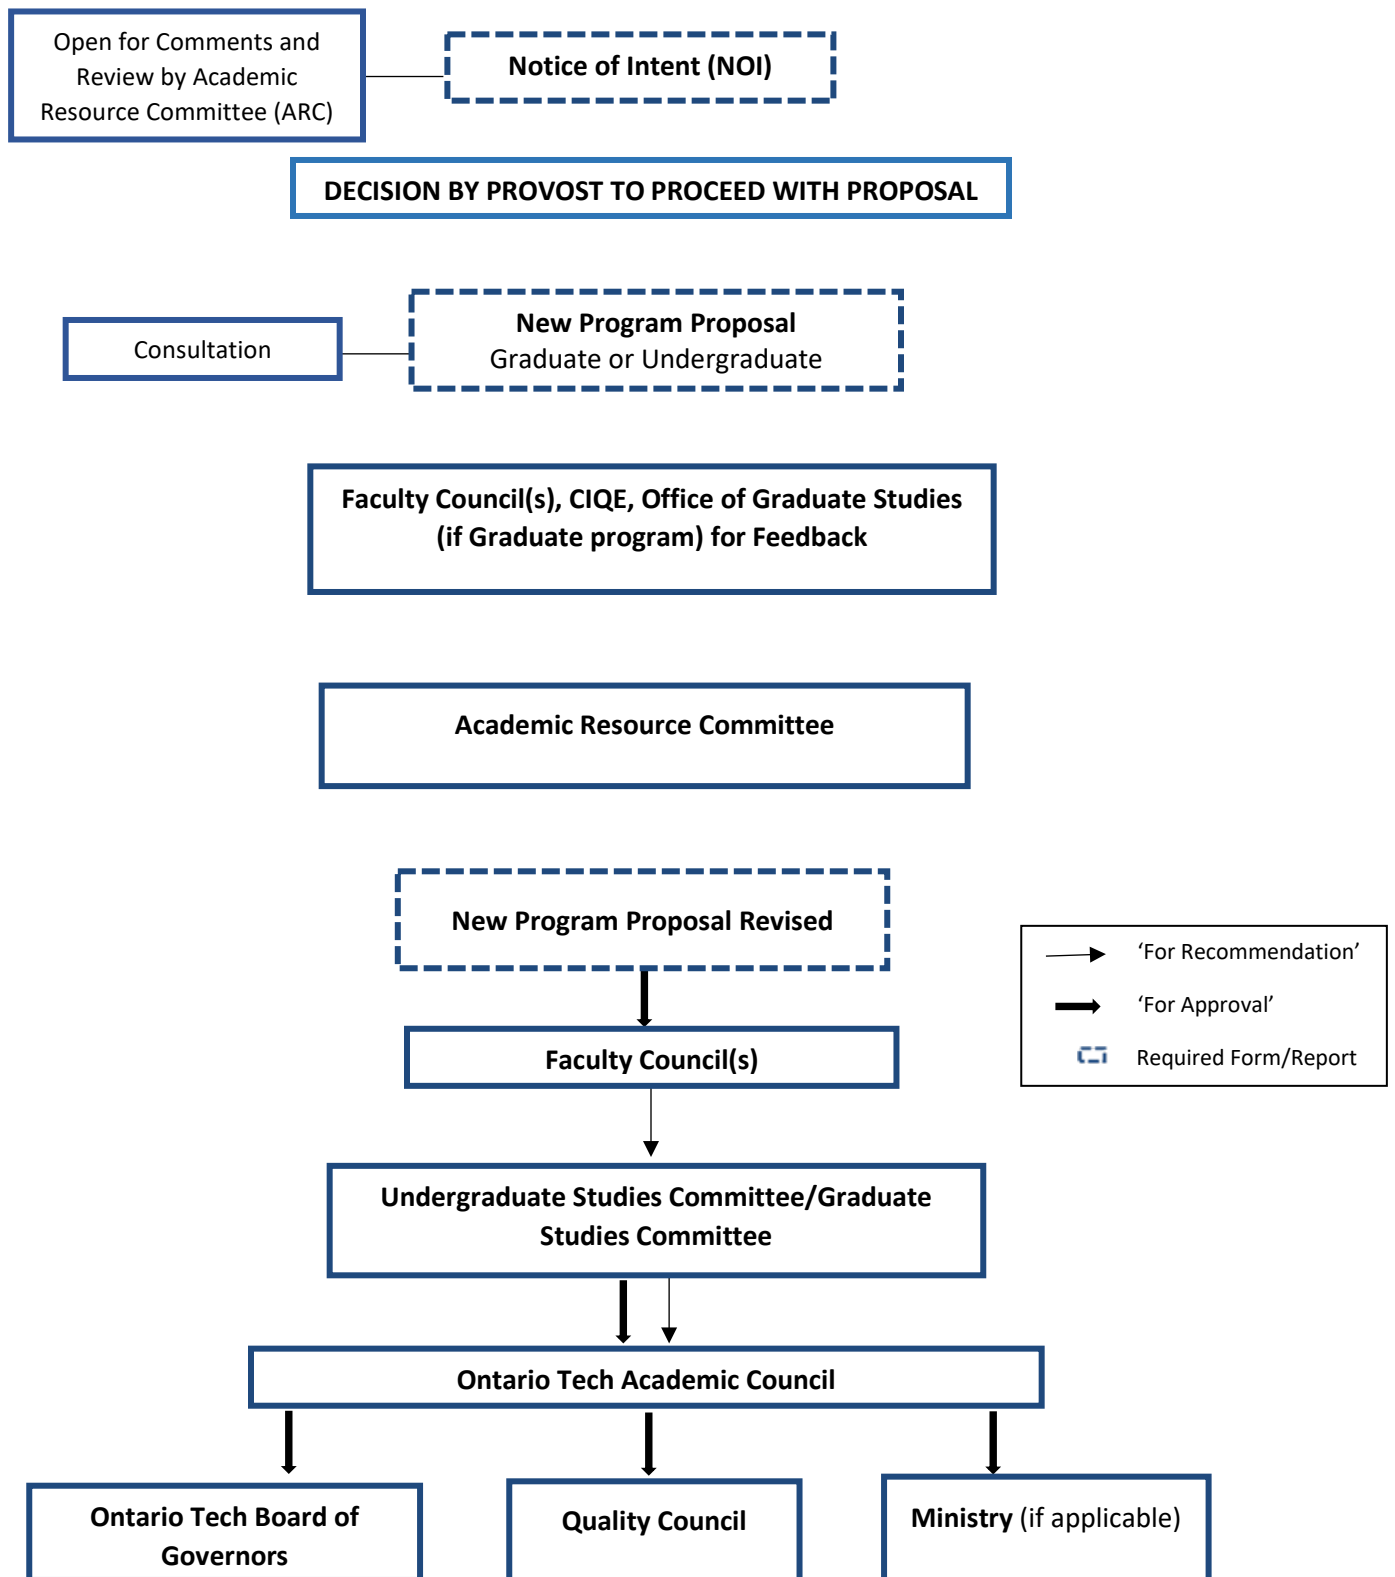 Open for Comments and
Review by Academic
Resource Committee (ARC)
Notice of Intent (NOI)
DECISION BY PROVOST TO PROCEED WITH PROPOSAL
New Program Proposal
Graduate or Undergraduate
Consultation
Faculty Council(s), CIQE, Office of Graduate Studies
(if Graduate program) for Feedback
Academic Resource Committee
New Program Proposal Revised
‘For Recommendation’
‘For Approval’
Required Form/Report
Faculty Council(s)
Undergraduate Studies Committee/Graduate
Studies Committee
Ontario Tech Academic Council
Ontario Tech Board of
Governors
Quality Council
Ministry (if applicable)